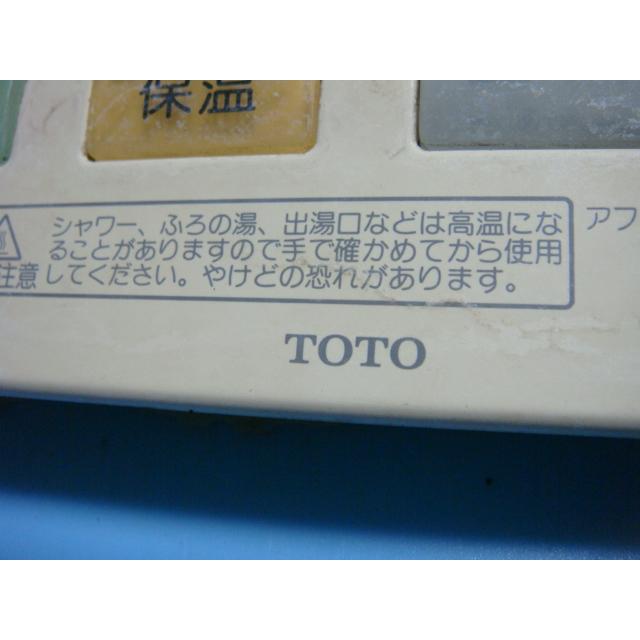 保温
シャワー、ふろの湯、出湯口などは高温にな
ることがありますので手で確かめてから使用
してください。やけどの恐れがあります。
注意
アフ
TOTO